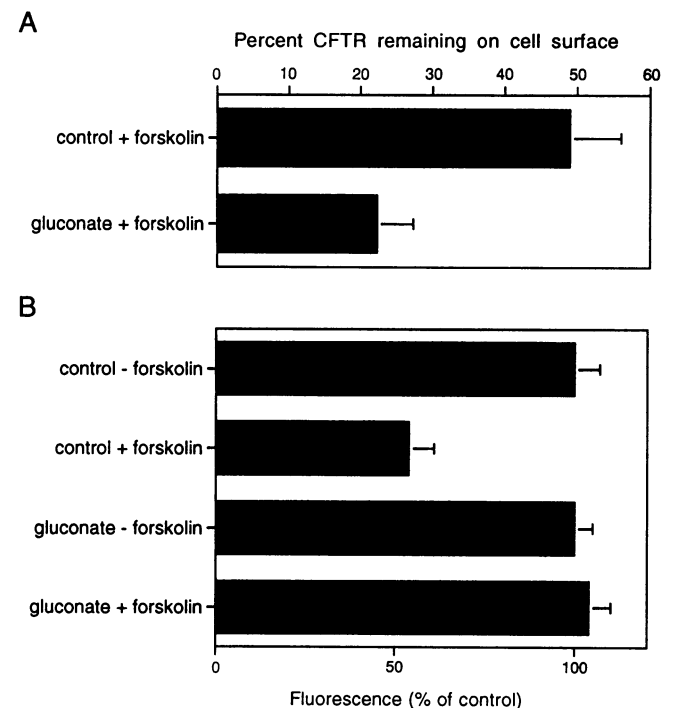 A
Percent CFTR remaining on cell surface
0 10 20 30 40 50 60
control + forskolin
gluconate + forskolin
B
control - forskolin
control + forskolin
gluconate - forskolin
gluconate + forskolin
0 50 100
Fluorescence (% of control)